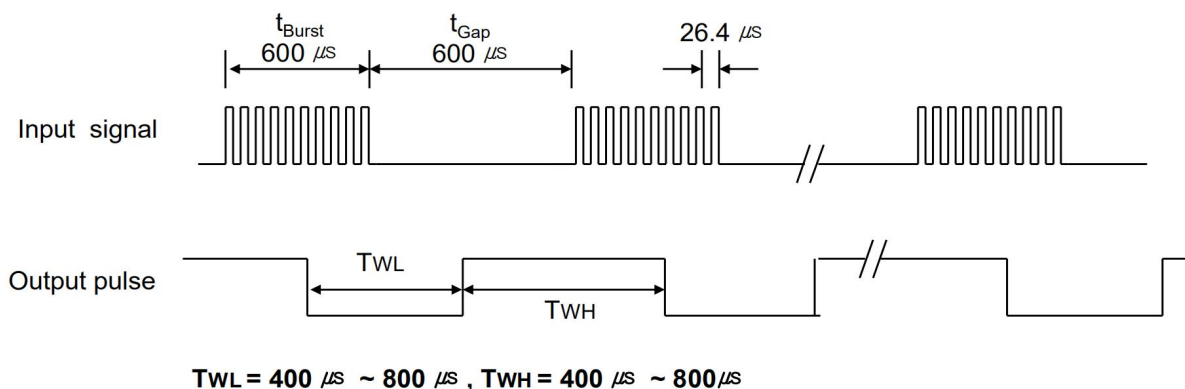 tBurst
600 ㎲
tGap
600 ㎲
26.4 ㎲
Input signal
Output pulse
TWL
TWH
TWL = 400 ㎲ ~ 800 ㎲ , TWH = 400 ㎲ ~ 800㎲